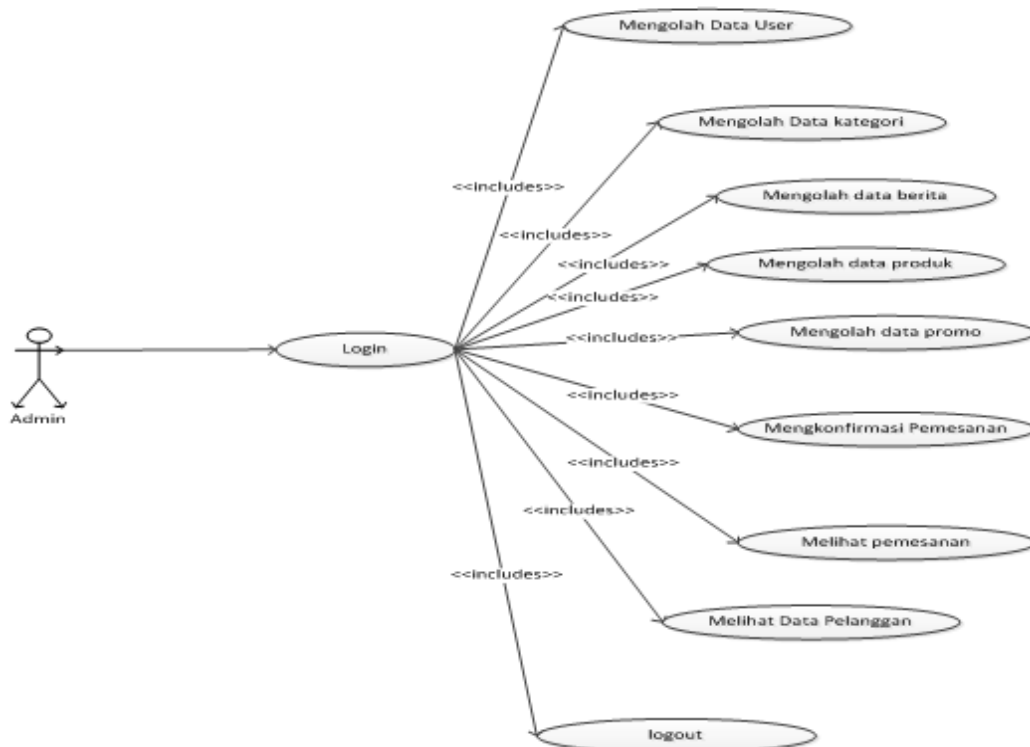 Mengolah Data User
Mengolah Data kategori
<<includes>>
Mengolah data berita
<<includes>>
<<includes>>
Mengolah data produk
<<includes>>
Mengolah data promo
<<includes>>
Login
Admin
<<includes>>
Mengkonfirmasi Pemesanan
<<includes>>
<<includes>>
Melihat pemesanan
<<includes>>
Melihat Data Pelanggan
logout